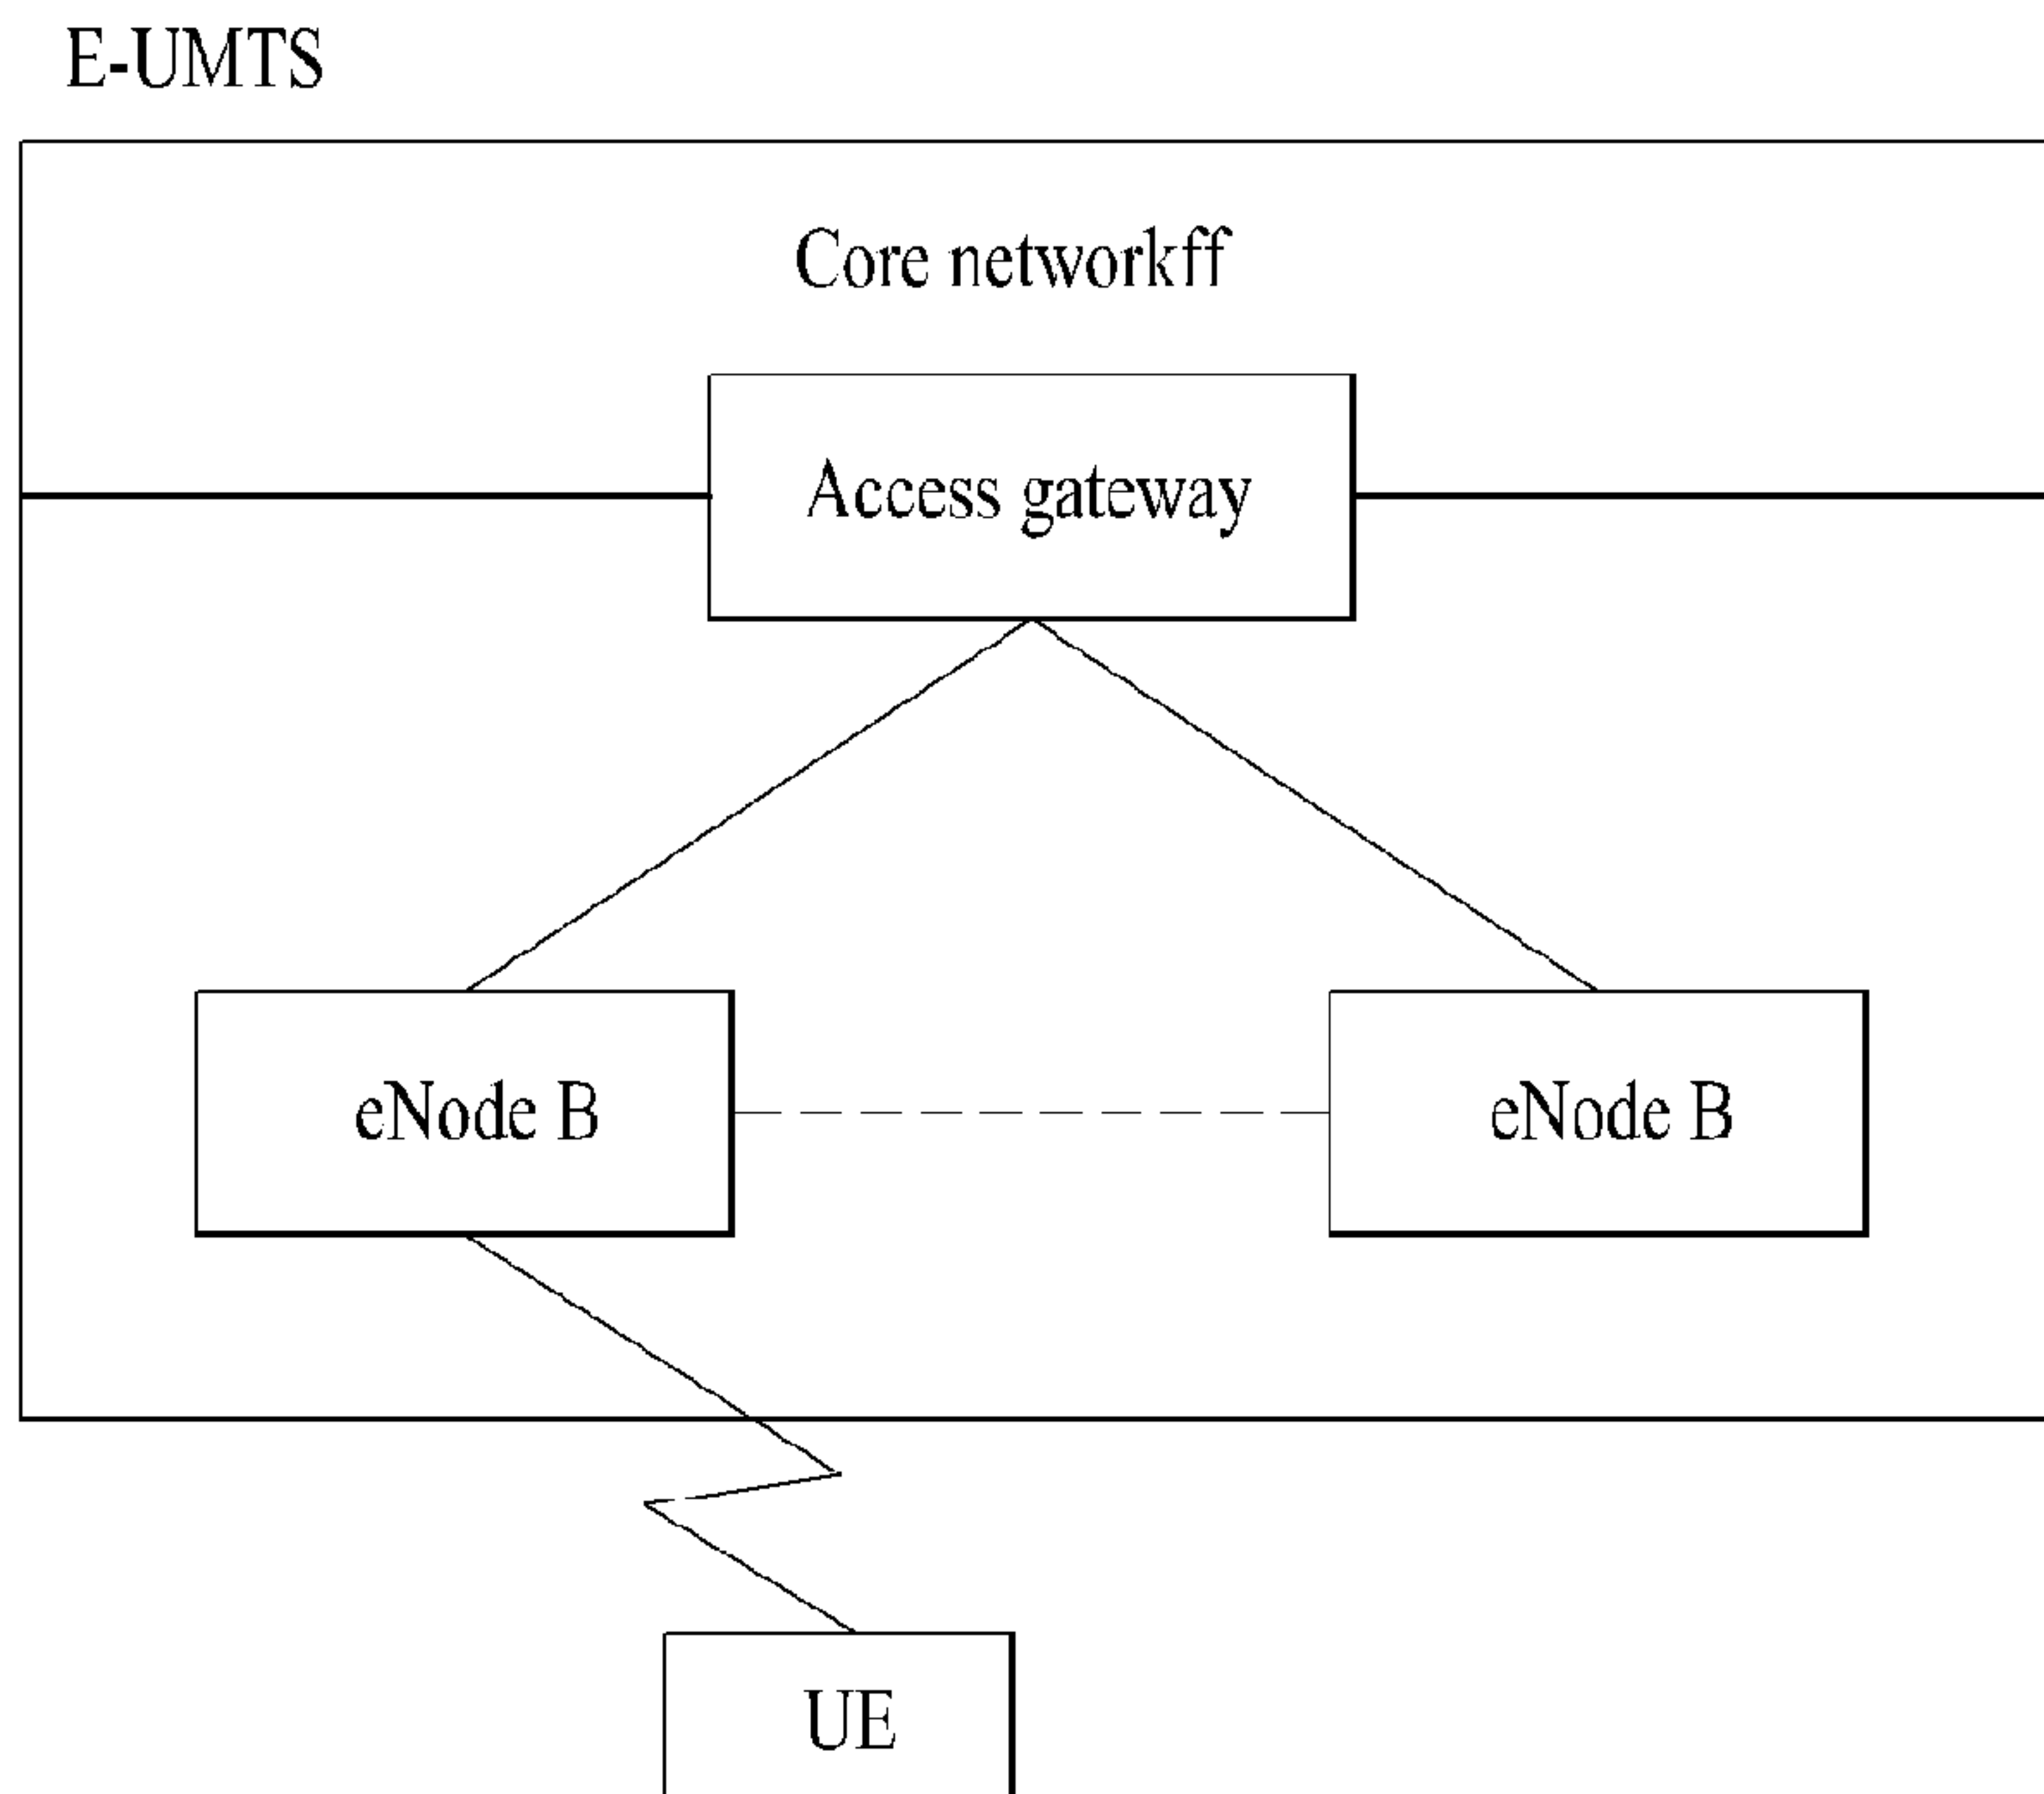 E-UMTS
Core networkff
Access gateway
eNode B
eNode B
UE